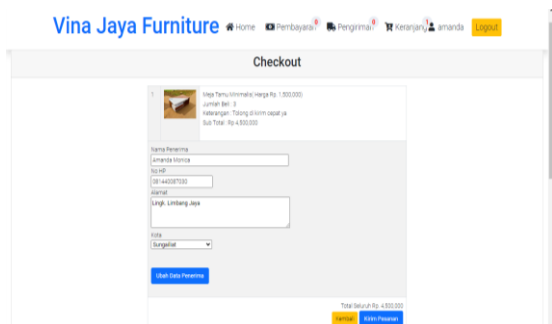 Vina Jaya Furniture Home Pembayaran 0 Pengiriman 0 Keranjang 1 amanda Logout
Checkout
1 Meja Tamu Minimalis( Harga Rp. 1,500,000)
Jumlah Beli : 3
Keterangan : Tolong di kirim cepat ya
Sub Total : Rp 4,500,000
Nama Penerima
Amanda Monica
No HP
081440087030
Alamat
Lingk. Limbang Jaya
Kota
Sungailiat
Ubah Data Penerima
Total Seluruh Rp. 4,500,000
Kembali Kirim Pesanan